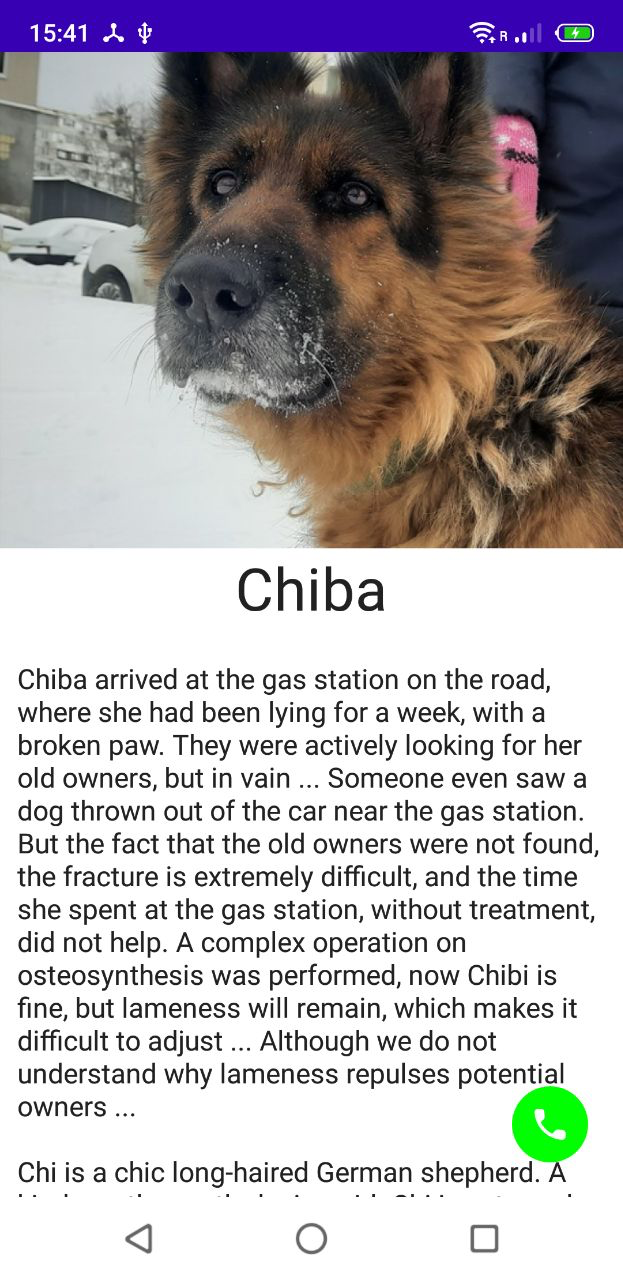 15:41
R
Chiba
Chiba arrived at the gas station on the road,
where she had been lying for a week, with a
broken paw. They were actively looking for her
old owners, but in vain ... Someone even saw a
dog thrown out of the car near the gas station.
But the fact that the old owners were not found,
the fracture is extremely difficult, and the time
she spent at the gas station, without treatment,
did not help. A complex operation on
osteosynthesis was performed, now Chibi is
fine, but lameness will remain, which makes it
difficult to adjust ... Although we do not
understand why lameness repulses potential
owners ...
Chi is a chic long-haired German shepherd. A